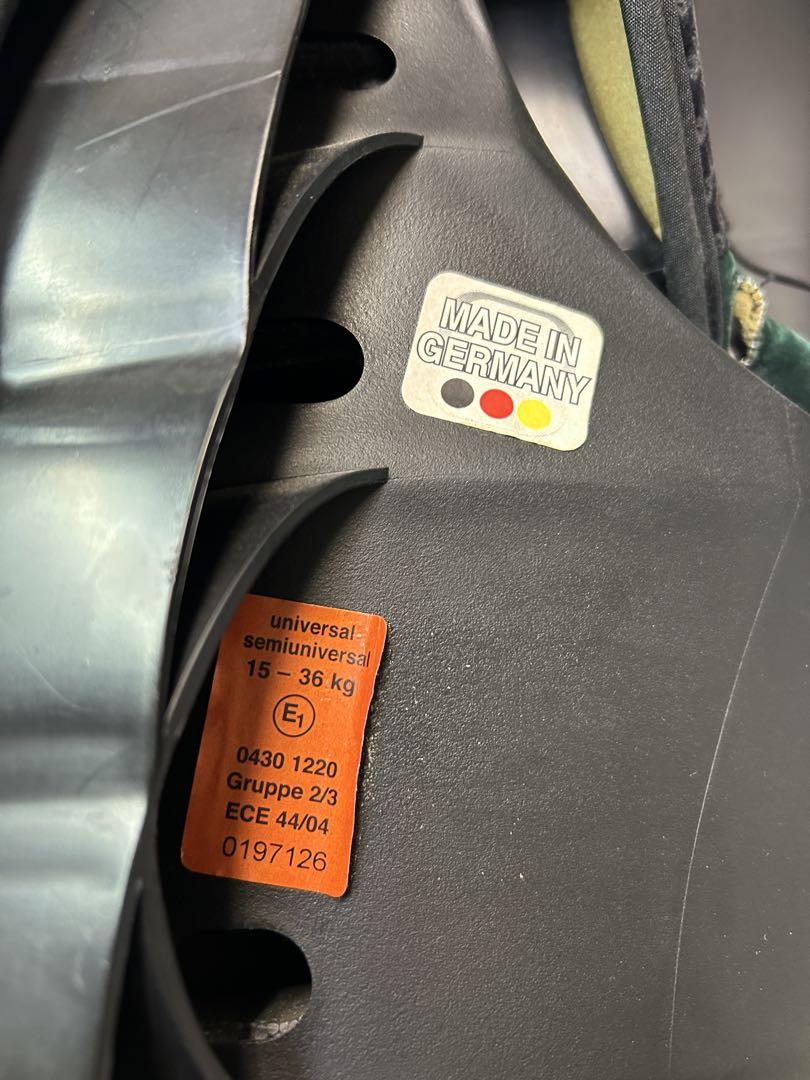 MADE IN
GERMANY
universal
semiuniversal
15 – 36 kg
E1
0430 1220
Gruppe 2/3
ECE 44/04
0197126